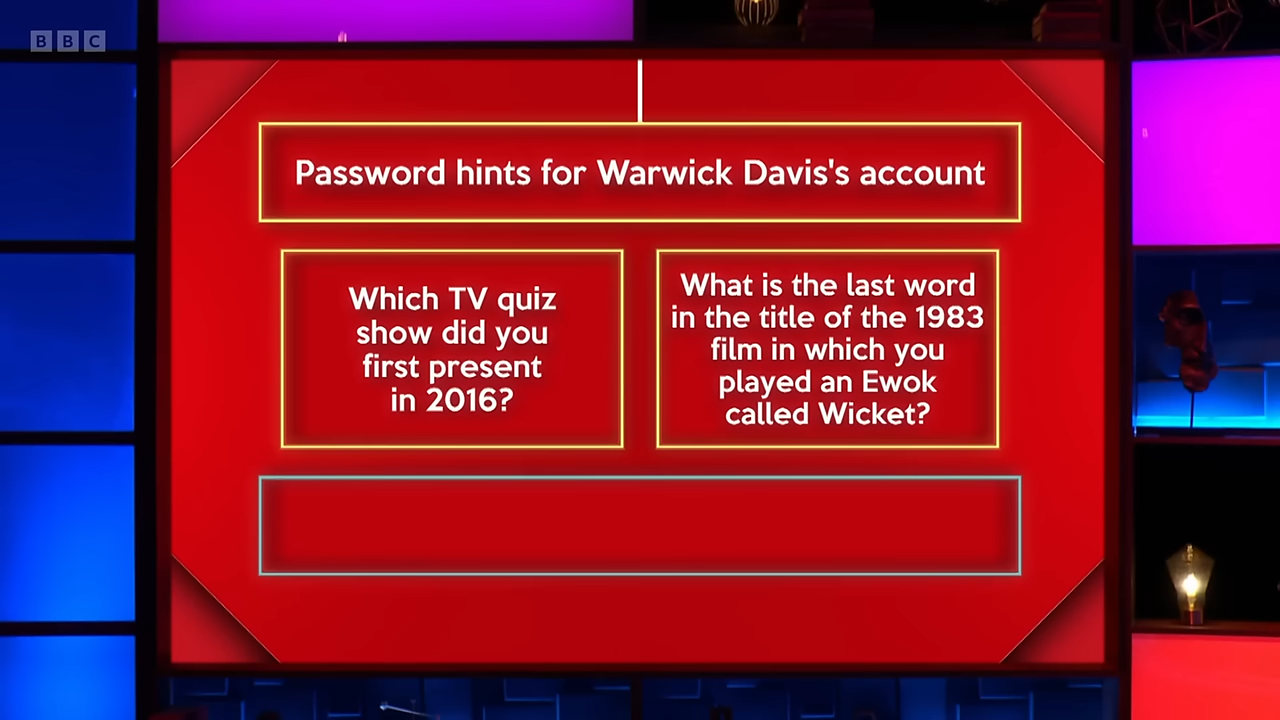 BBC
Password hints for Warwick Davis's account
Which TV quiz
show did you
first present
in 2016?
What is the last word
in the title of the 1983
film in which you
played an Ewok
called Wicket?